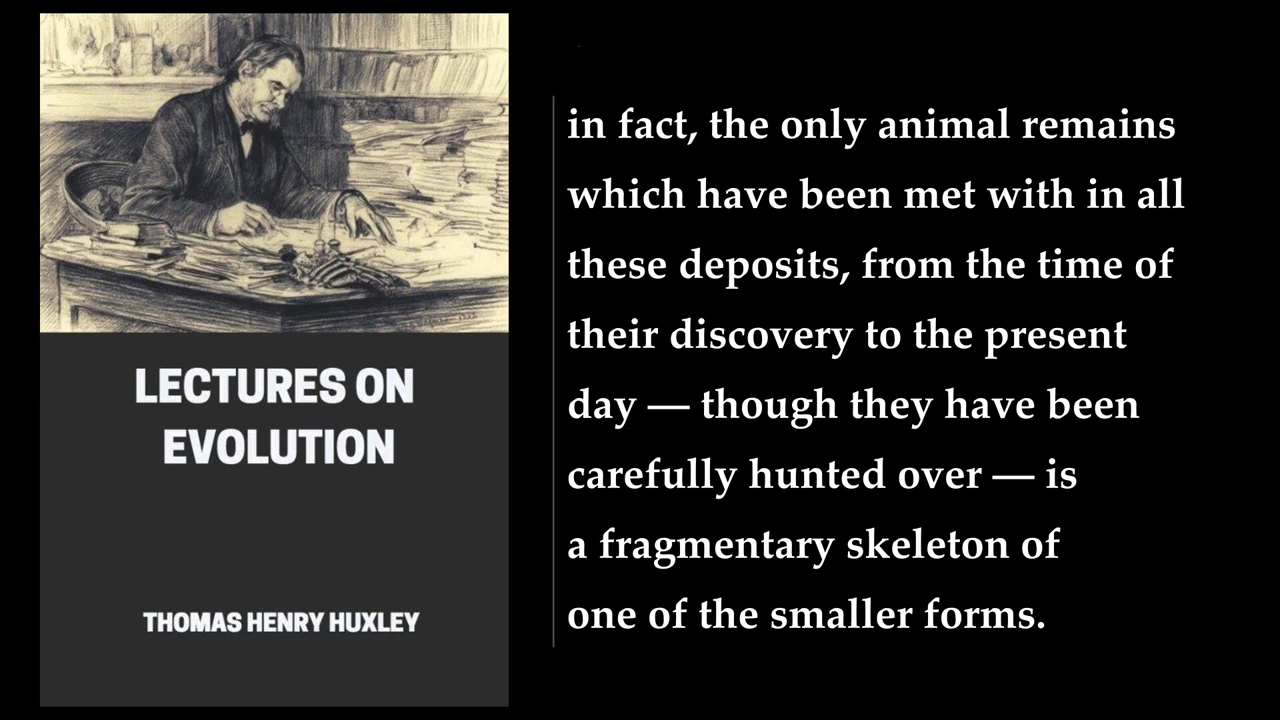 LECTURES ON
EVOLUTION
THOMAS HENRY HUXLEY
in fact, the only animal remains
which have been met with in all
these deposits, from the time of
their discovery to the present
day — though they have been
carefully hunted over — is
a fragmentary skeleton of
one of the smaller forms.